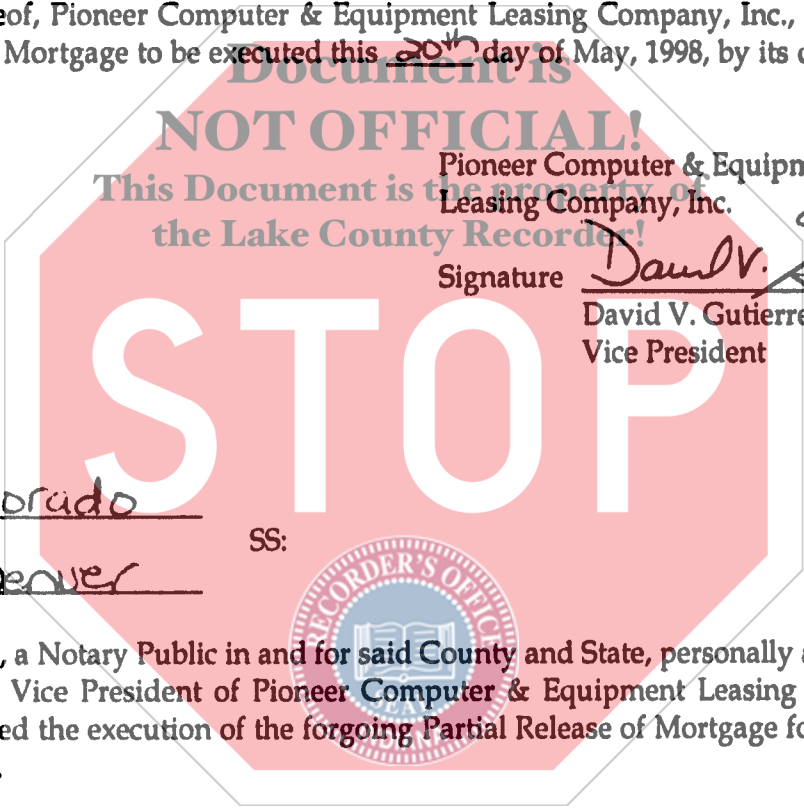 eof, Pioneer Computer & Equipment Leasing Company, Inc.,
Mortgage to be executed this 20th day of May, 1998, by its
Document is
NOT OFFICIAL!
This Document is the property of
the Lake County Recorder!
Pioneer Computer & Equipm
Leasing Company, Inc.
Signature David V.
David V. Gutierre
Vice President
STOP
orado
SS:
enver
RECORDER'S OFFICE
, a Notary Public in and for said County and State, personally a
Vice President of Pioneer Computer & Equipment Leasing
SEAL
ed the execution of the forgoing Partial Release of Mortgage fo